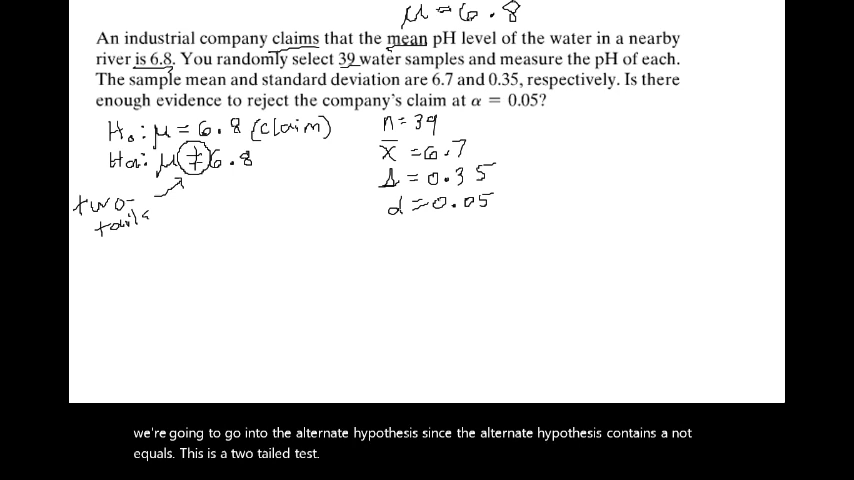 μ = 6.8
An industrial company claims that the mean pH level of the water in a nearby
river is 6.8. You randomly select 39 water samples and measure the pH of each.
The sample mean and standard deviation are 6.7 and 0.35, respectively. Is there
enough evidence to reject the company's claim at α = 0.05?
H₀: μ = 6.8 (claim)
Ha: μ ≠ 6.8
two-
tails
n = 39
x̄ = 6.7
s = 0.35
α = 0.05
we're going to go into the alternate hypothesis since the alternate hypothesis contains a not
equals. This is a two tailed test.